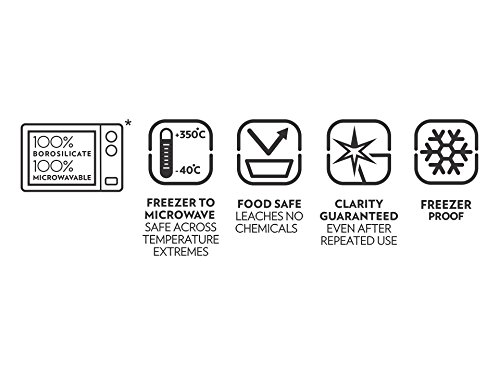 100%
BOROSILICATE
100%
MICROWAVABLE
*
+350°C
-40°C
FREEZER TO
MICROWAVE
SAFE ACROSS
TEMPERATURE
EXTREMES
FOOD SAFE
LEACHES NO
CHEMICALS
CLARITY
GUARANTEED
EVEN AFTER
REPEATED USE
FREEZER
PROOF